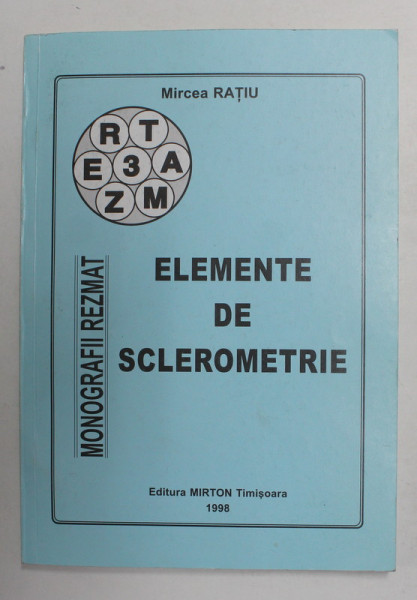 Mircea RAȚIU
R T
E 3 A
Z M
MONOGRAFII REZMAT
ELEMENTE
DE
SCLEROMETRIE
Editura MIRTON Timișoara
1998